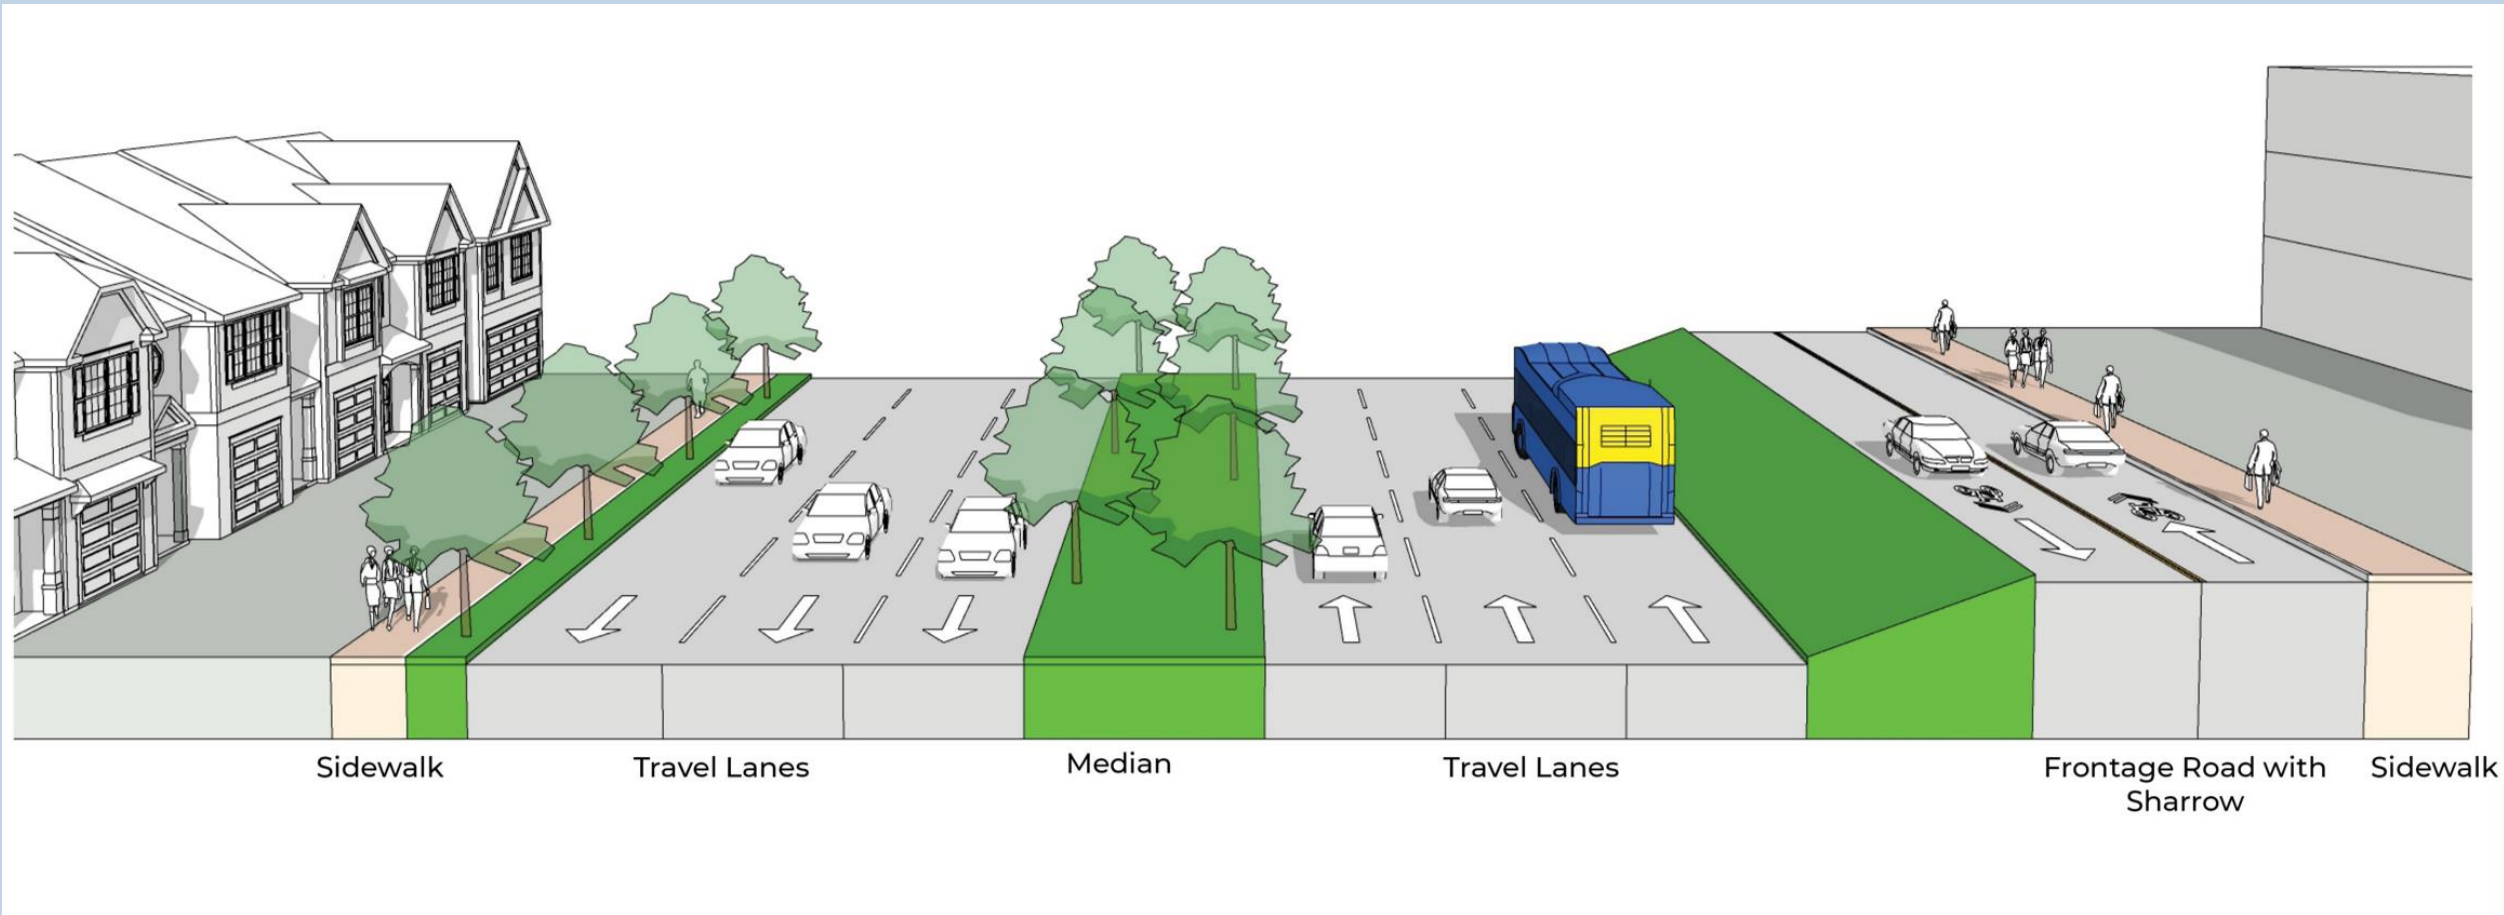 Sidewalk
Travel Lanes
Median
Travel Lanes
Frontage Road with
Sharrow
Sidewalk